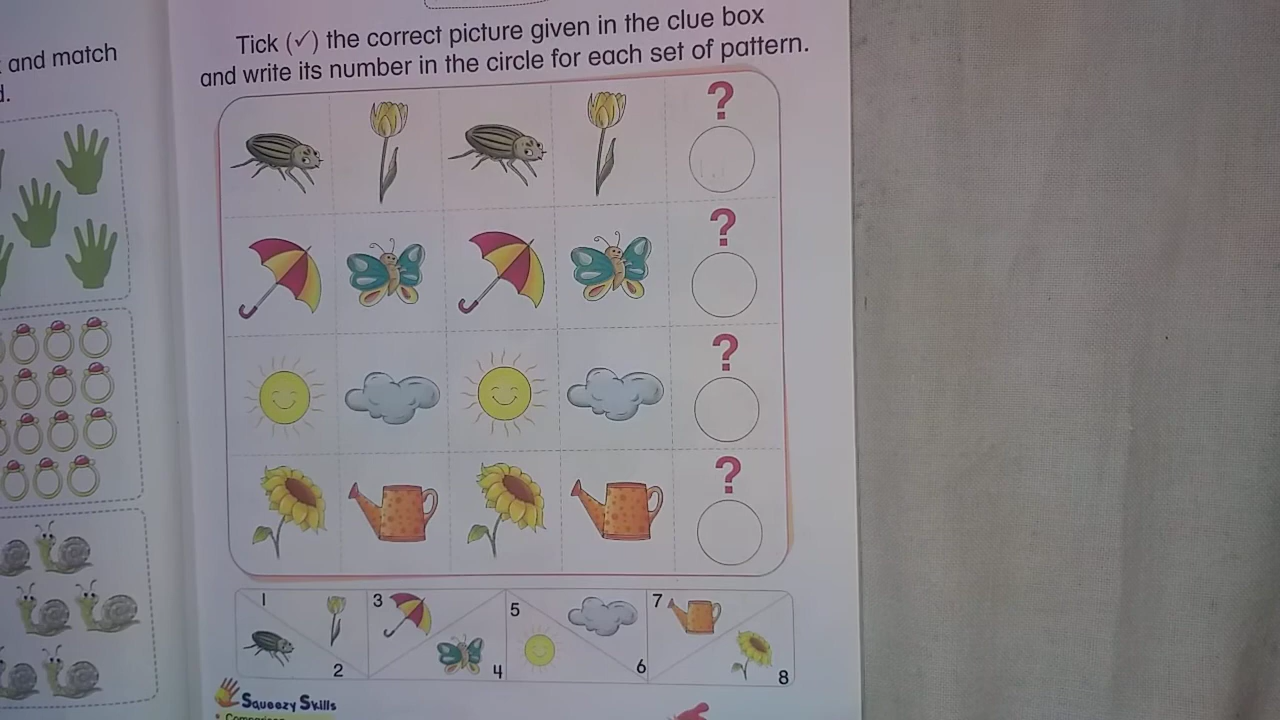 and match
d.
Tick (✓) the correct picture given in the clue box
and write its number in the circle for each set of pattern.
?
?
?
?
1
2
3
4
5
6
7
8
Squeezy Skills